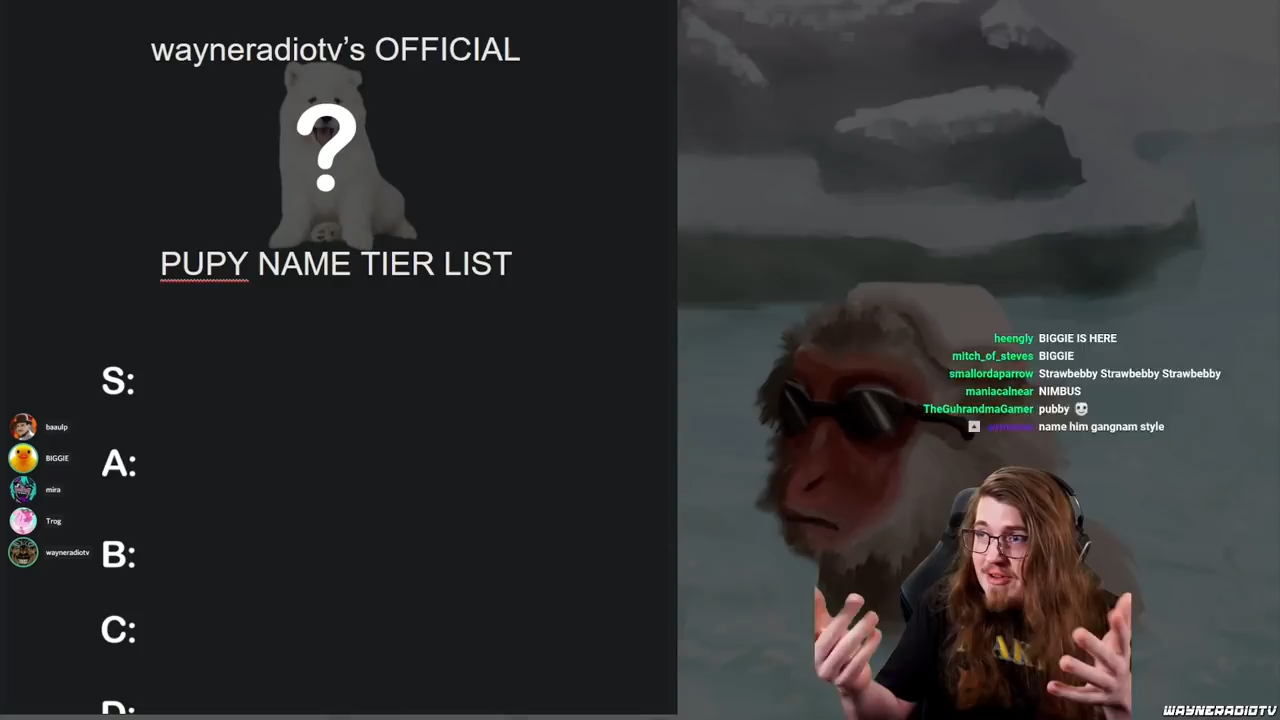 wayneradiotv's OFFICIAL
?
PUPY NAME TIER LIST
S:
A:
B:
C:
D:
baaulp
BIGGIE
mira
Trog
wayneradiotv
heengly BIGGIE IS HERE
mitch_of_steves BIGGIE
smallordaparrow Strawbebby Strawbebby Strawbebby
maniacalnear NIMBUS
TheGuhrandmaGamer pubby
name him gangnam style
WAYNERADIOTV